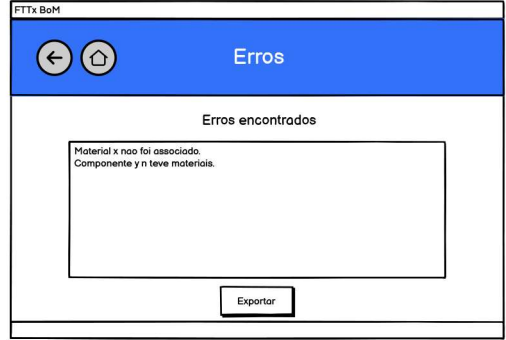 FTTx BoM
Erros
Erros encontrados
Material x nao foi associado.
Componente y n teve materiais.
Exportar